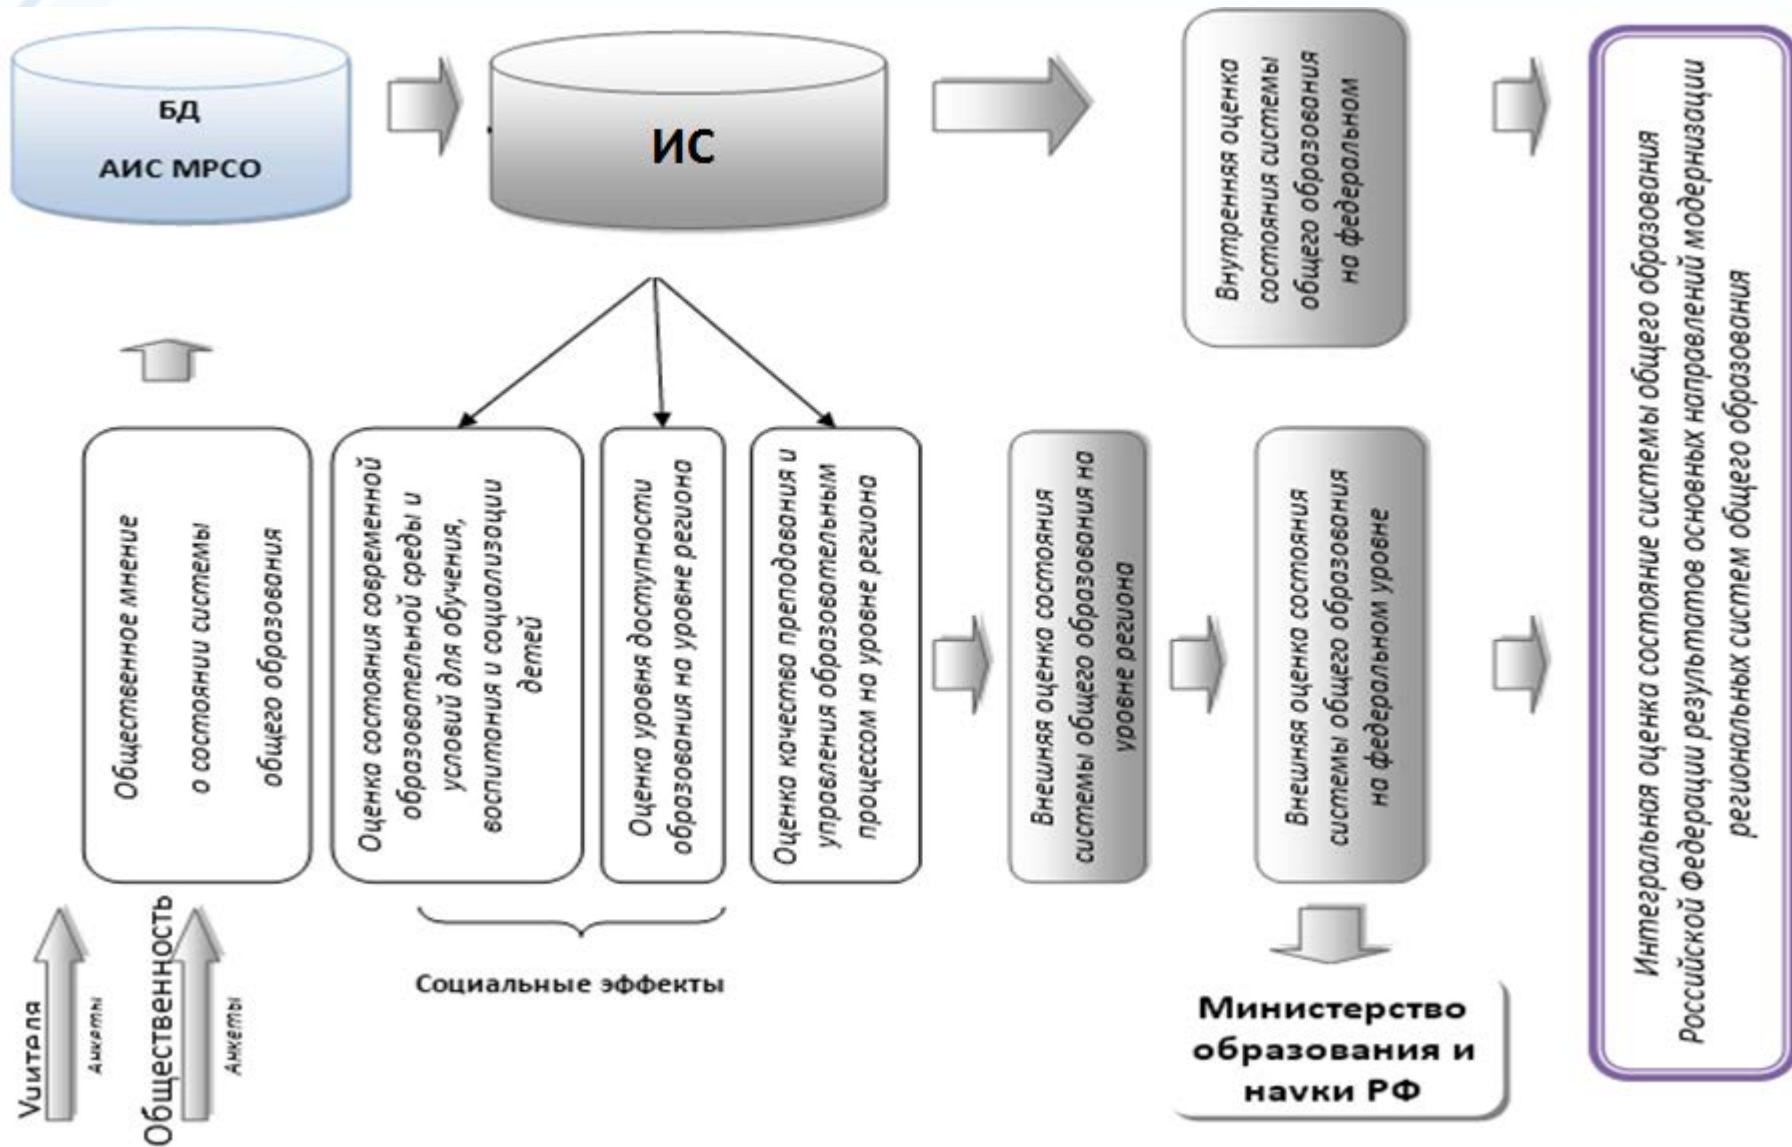 БД
АИС МРСО
ИС
Внутренняя оценка
состояния системы
общего образования
на федеральном
Интегральная оценка состояние системы общего образования
Российской Федерации результатов основных направлений модернизации
региональных систем общего образования
Общественное мнение
о состоянии системы
общего образования
Оценка состояния современной
образовательной среды и
условий для обучения,
воспитания и социализации
детей
Оценка уровня доступности
образования на уровне региона
Оценка качества преподавания и
управления образовательным
процессом на уровне региона
Внешняя оценка состояния
системы общего образования на
уровне региона
Внешняя оценка состояния
системы общего образования
на федеральном уровне
Учителя
Анкеты
Общественность
Анкеты
Социальные эффекты
Министерство
образования и
науки РФ